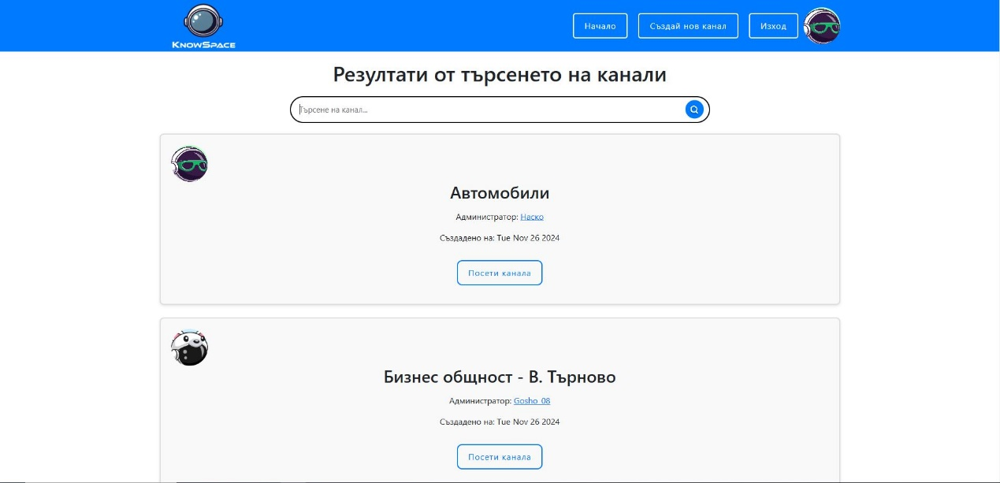 KNOWSPACE
Начало
Създай нов канал
Изход
Резултати от търсенето на канали
Търсене на канал...
Автомобили
Администратор: Наско
Създадено на: Tue Nov 26 2024
Посети канала
Бизнес общност - В. Търново
Администратор: Gosho_08
Създадено на: Tue Nov 26 2024
Посети канала